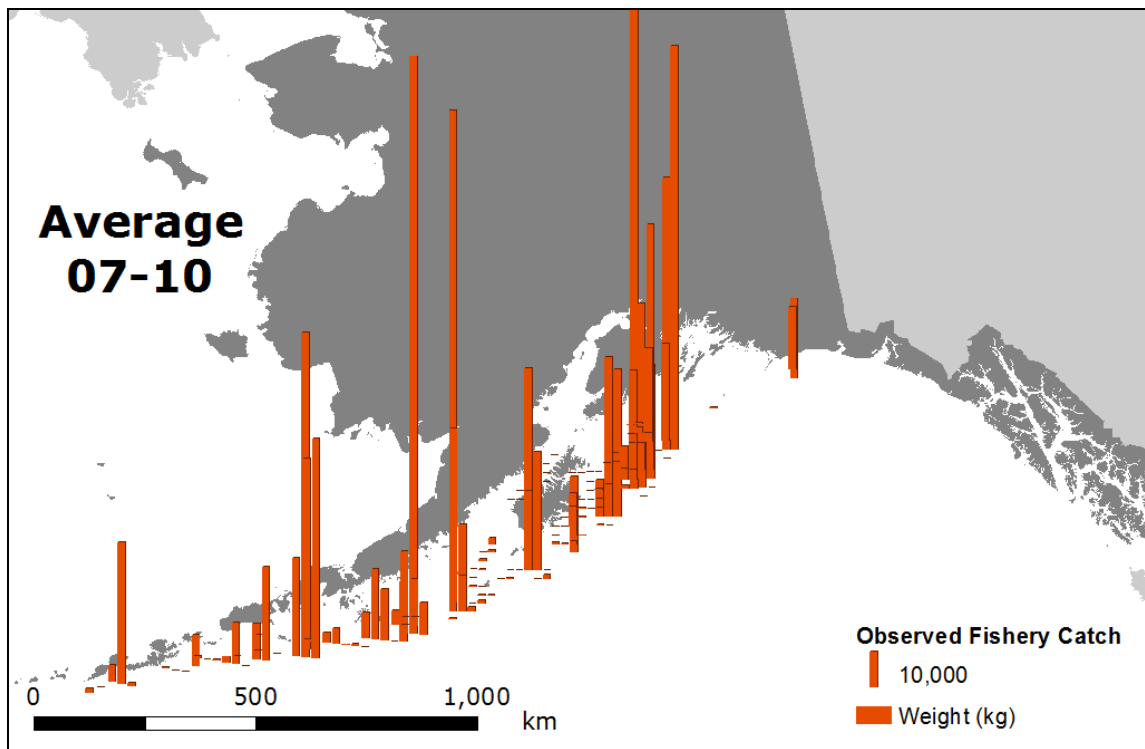 Average
07-10
Observed Fishery Catch
10,000
Weight (kg)
0 500 1,000
km